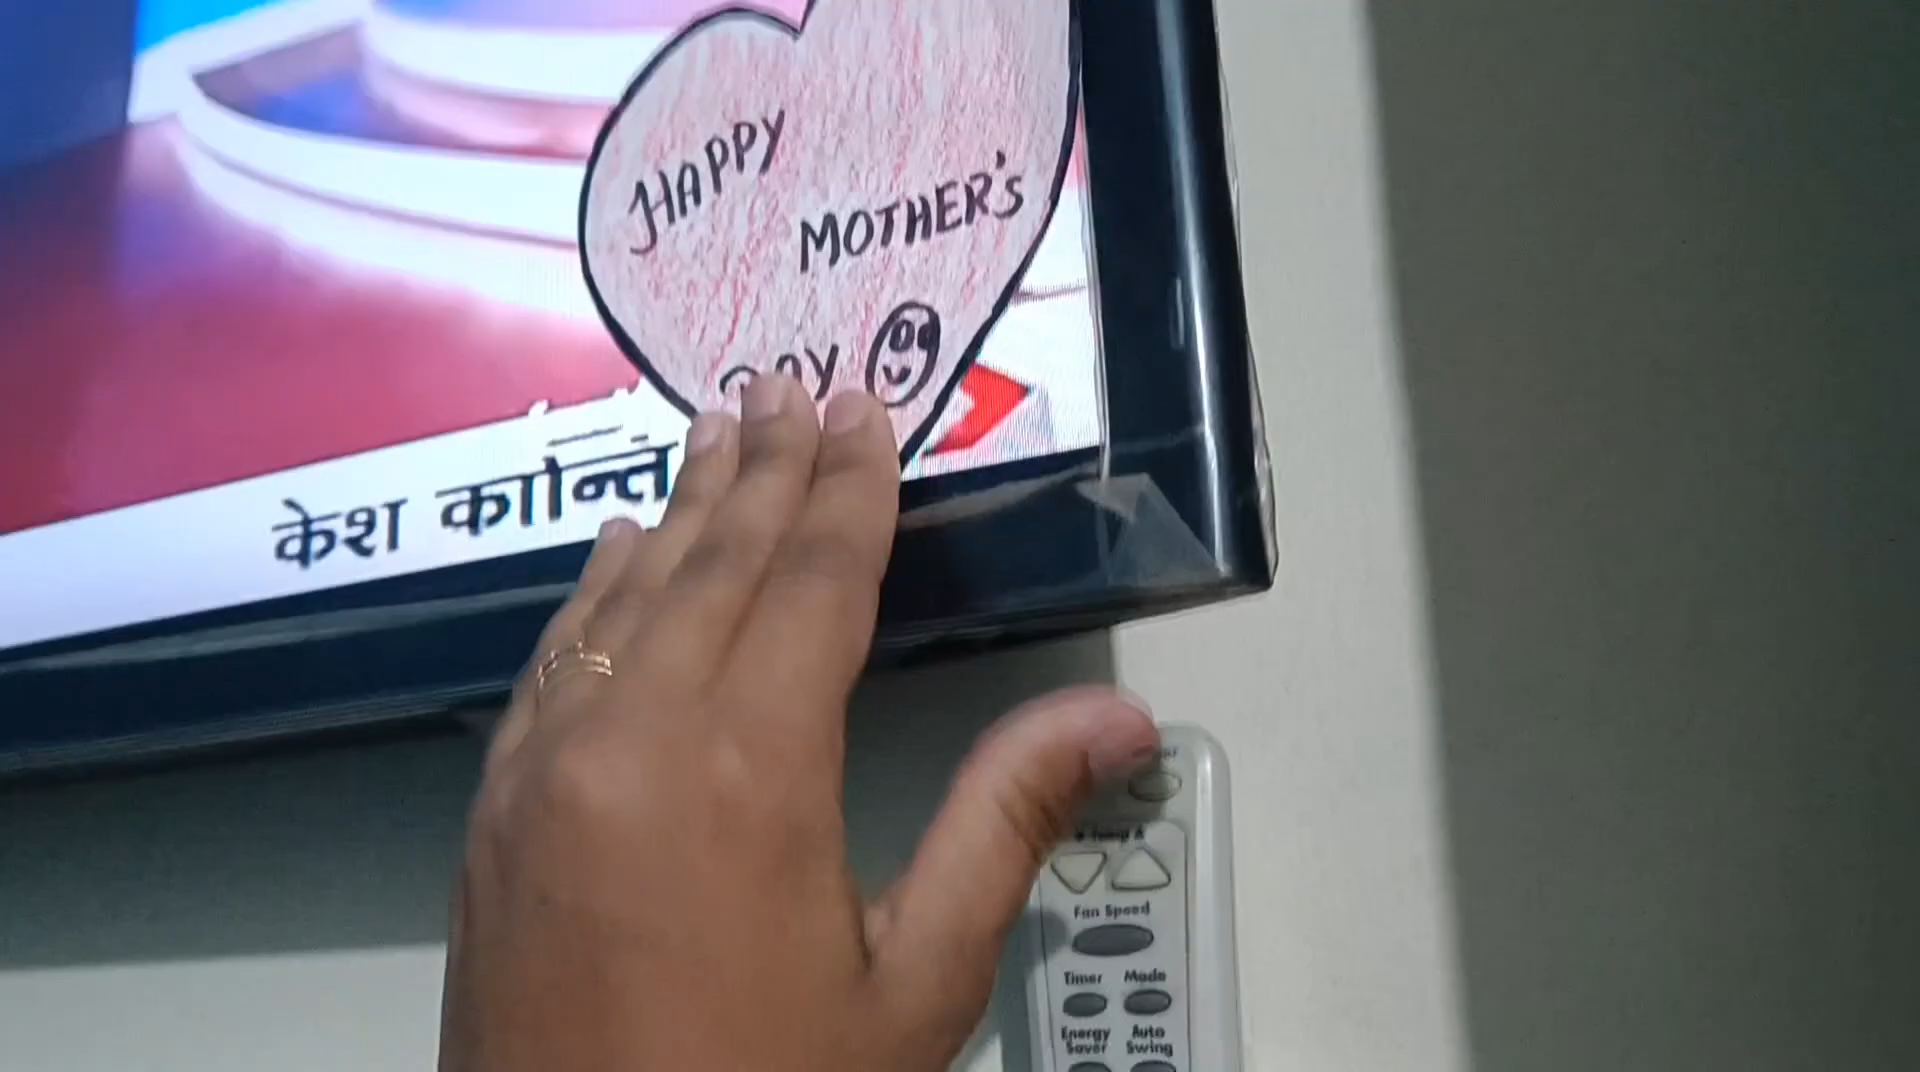 HAPPY
MOTHER'S
DAY
केश कान्ति
Temp
Fan Speed
Timer Mode
Energy Auto
Saver Swing